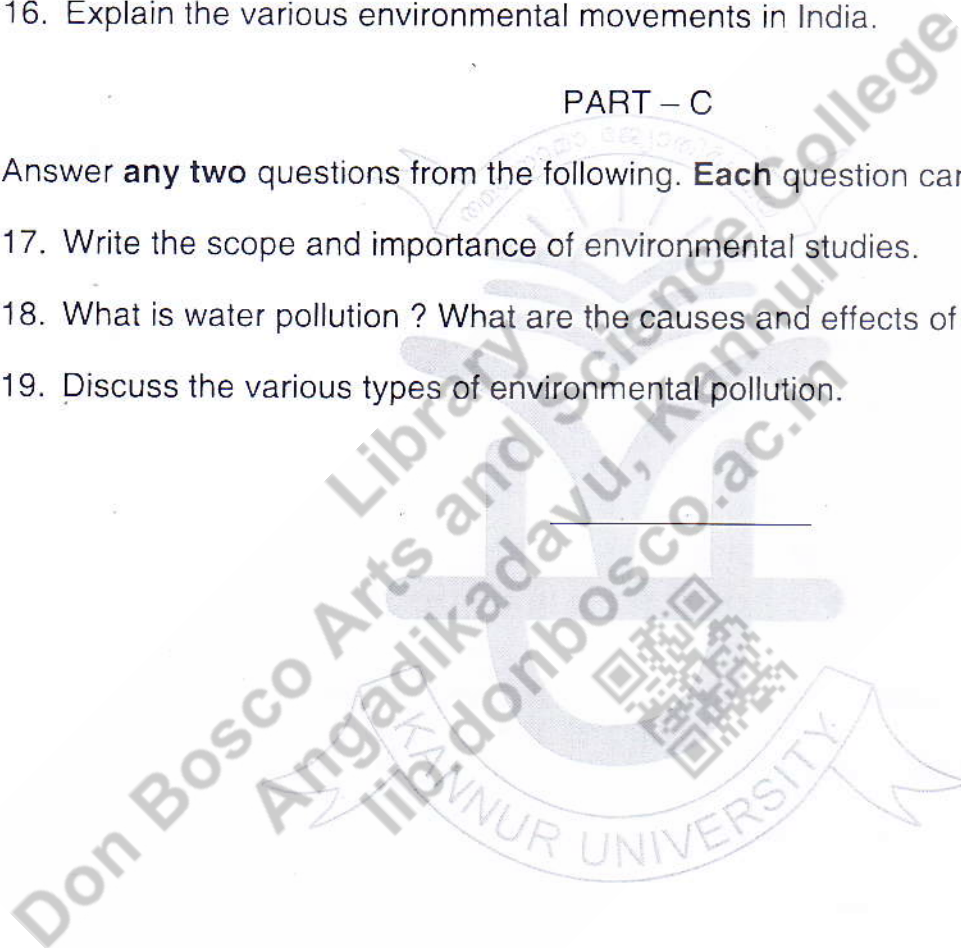 16. Explain the various environmental movements in India.
PART – C
Answer any two questions from the following. Each question
17. Write the scope and importance of environmental studies.
18. What is water pollution ? What are the causes and effects of
19. Discuss the various types of environmental pollution.
Library
Don Bosco Arts and Science College
Angadikadavu, Kannur
lib.donbosco.ac.in
KANNUR UNIVERSITY